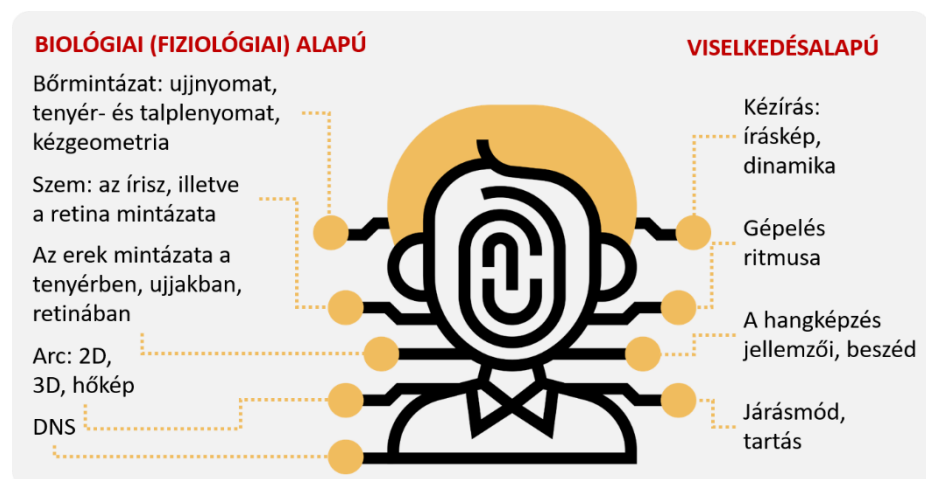 BIOLÓGIAI (FIZIOLÓGIAI) ALAPÚ
Bőrmintázat: ujjnyomat,
tenyér- és talplenyomat,
kézgeometria
Szem: az írisz, illetve
a retina mintázata
Az erek mintázata a
tenyérben, ujjakban,
retinában
Arc: 2D,
3D, hőkép
DNS
VISELKEDÉSALAPÚ
Kézírás:
íráskép,
dinamika
Gépelés
ritmusa
A hangképzés
jellemzői, beszéd
Járásmód,
tartás